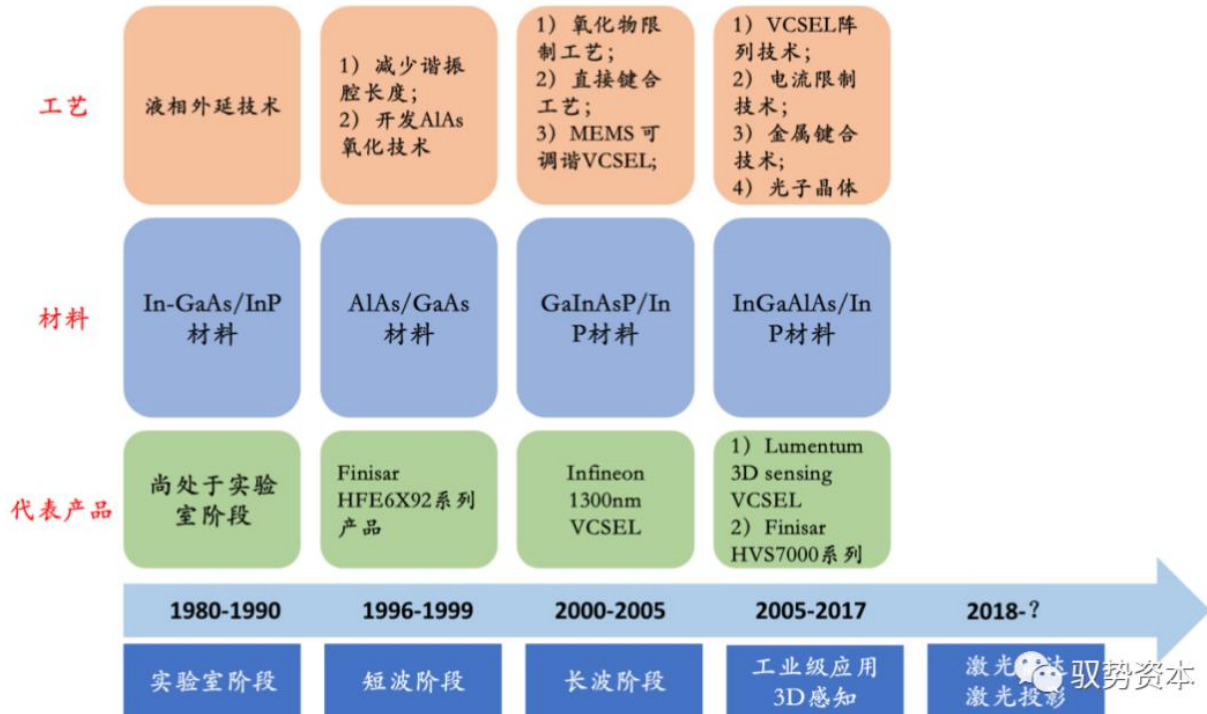 工艺
液相外延技术
1）减少谐振
腔长度；
2）开发AlAs
氧化技术
1）氧化物限
制工艺；
2）直接键合
工艺；
3）MEMS 可
调谐VCSEL;
1）VCSEL阵
列技术；
2）电流限制
技术；
3）金属键合
技术；
4）光子晶体
材料
In-GaAs/InP
材料
AlAs/GaAs
材料
GaInAsP/In
P材料
InGaAlAs/In
P材料
代表产品
尚处于实验
室阶段
Finisar
HFE6X92系列
产品
Infineon
1300nm
VCSEL
1）Lumentum
3D sensing
VCSEL
2）Finisar
HVS7000系列
1980-1990
1996-1999
2000-2005
2005-2017
2018-？
实验室阶段
短波阶段
长波阶段
工业级应用
3D感知
激光
激光投影
驭势资本